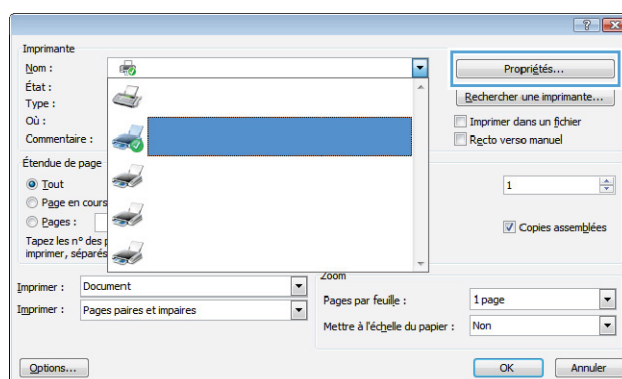 Imprimante
Nom :
Propriétés...
État :
Type :
Rechercher une imprimante...
Où :
Imprimer dans un fichier
Commentaire :
Recto verso manuel
Étendue de page
Tout
1
Page en cours
Pages :
Copies assemblées
Tapez les n° des
imprimer, séparés
Zoom
Imprimer : Document
Pages par feuille : 1 page
Imprimer : Pages paires et impaires
Mettre à l'échelle du papier : Non
Options...
OK
Annuler